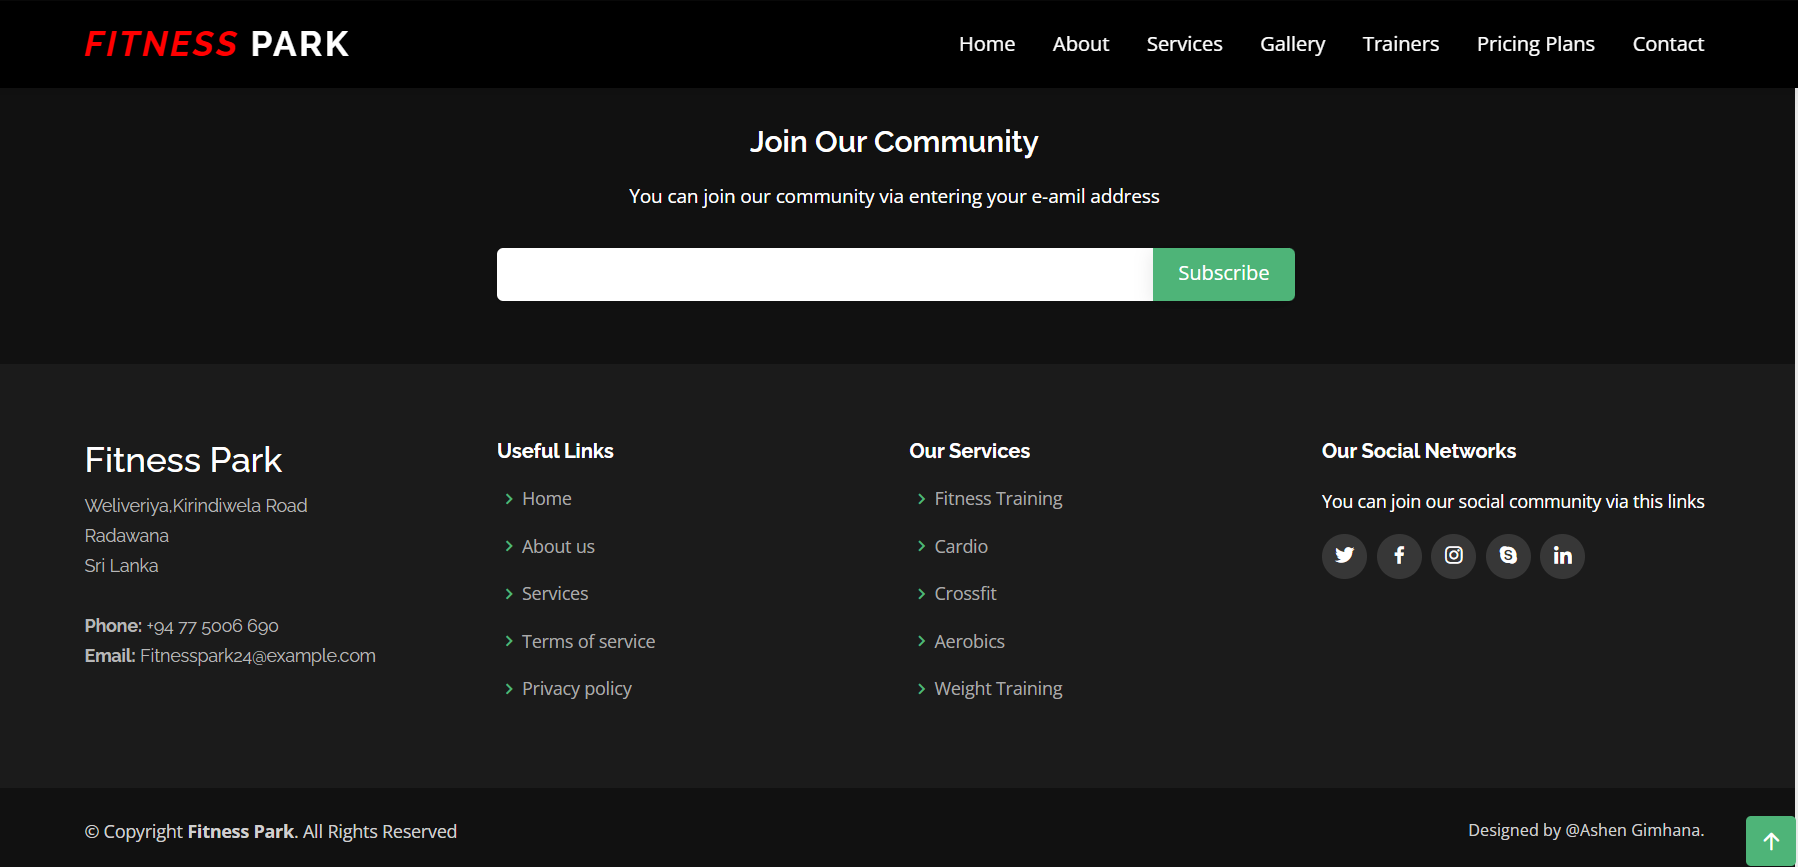 FITNESS PARK
Home About Services Gallery Trainers Pricing Plans Contact
Join Our Community
You can join our community via entering your e-amil address
Subscribe
Fitness Park
Weliveriya,Kirindiwela Road
Radawana
Sri Lanka
Phone: +94 77 5006 690
Email: Fitnesspark24@example.com
Useful Links
Home
About us
Services
Terms of service
Privacy policy
Our Services
Fitness Training
Cardio
Crossfit
Aerobics
Weight Training
Our Social Networks
You can join our social community via this links
© Copyright Fitness Park. All Rights Reserved
Designed by @Ashen Gimhana.